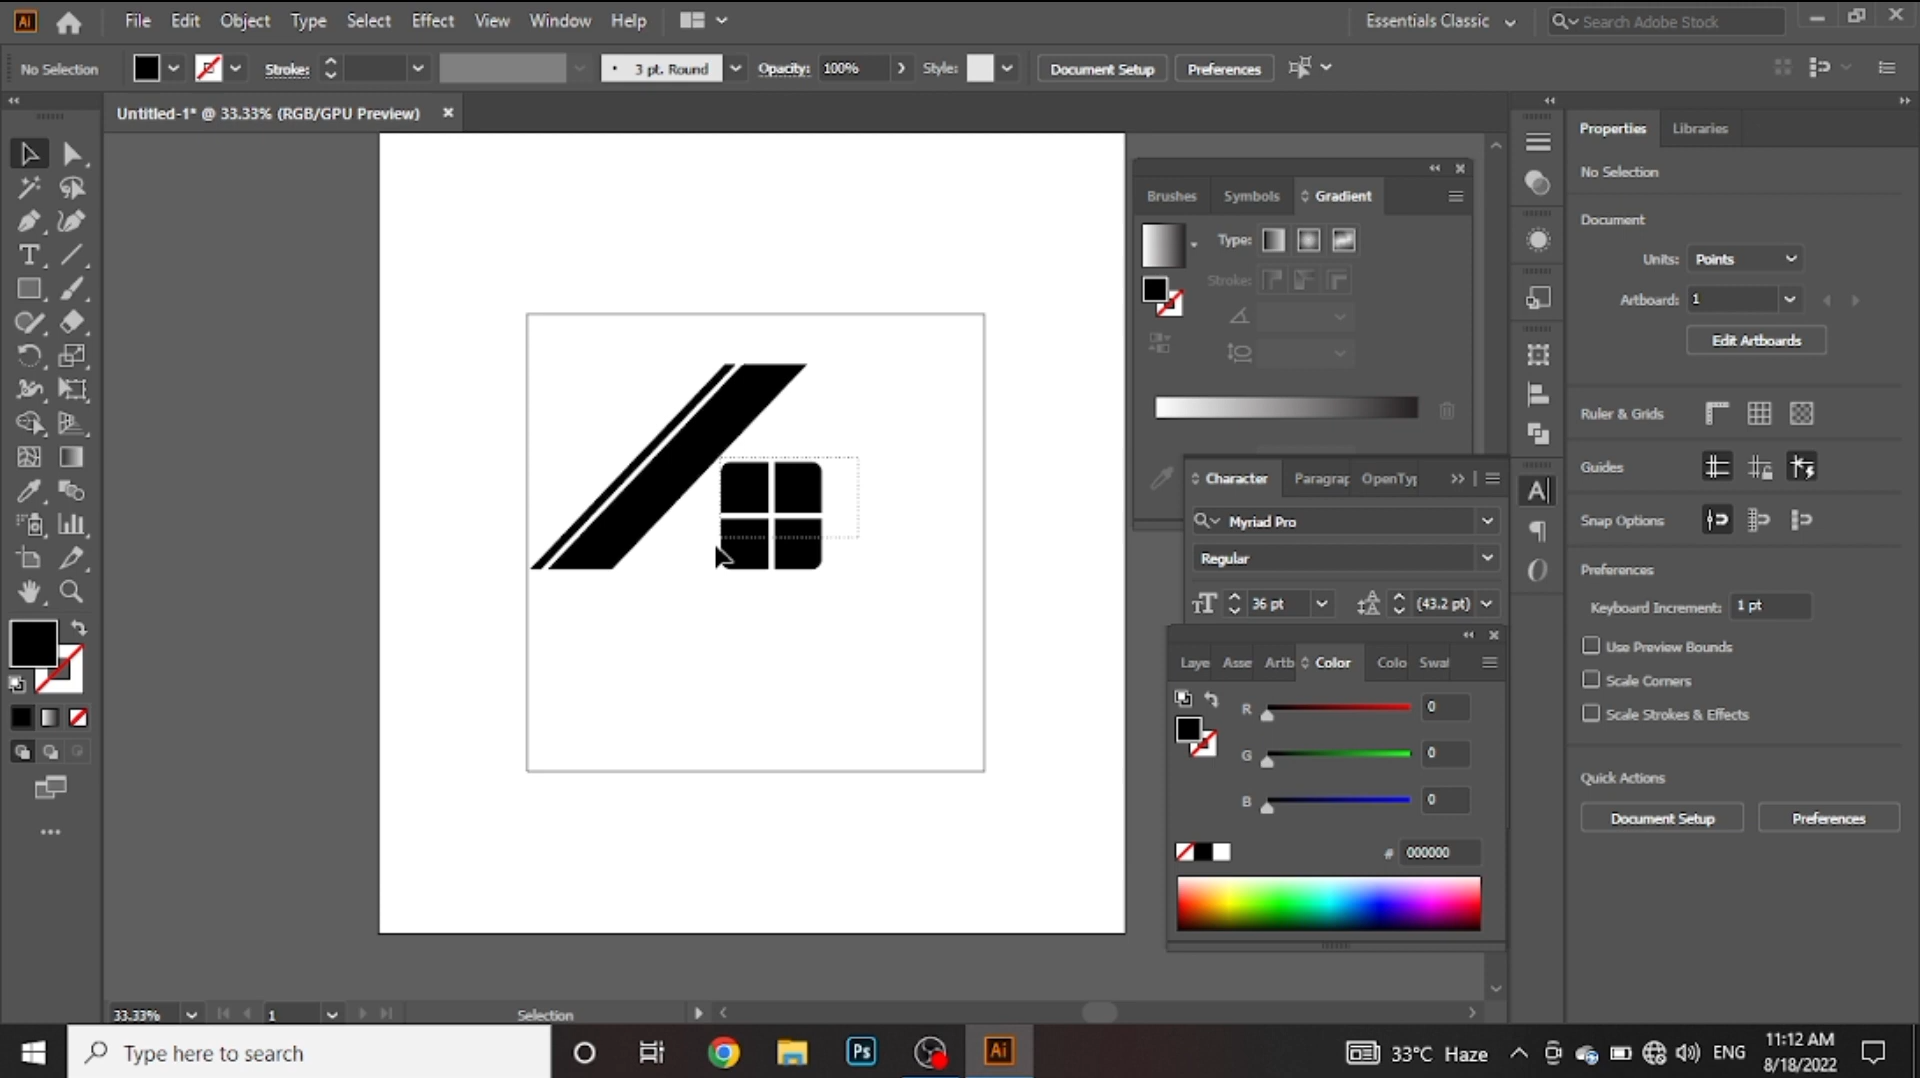 Ai File Edit Object Type Select Effect View Window Help Essentials Classic Search Adobe Stock
No Selection Stroke: 3 pt. Round Opacity: 100% Style: Document Setup Preferences
Untitled-1* @ 33.33% (RGB/GPU Preview)
Properties Libraries
No Selection
Document
Units: Points
Artboard: 1
Edit Artboards
Ruler & Grids
Guides
Snap Options
Preferences
Keyboard Increment: 1 pt
Use Preview Bounds
Scale Corners
Scale Strokes & Effects
Quick Actions
Document Setup Preferences
Brushes Symbols Gradient
Type:
Stroke:
Character Paragrap OpenTyp
Myriad Pro
Regular
36 pt (43.2 pt)
Laye Asse Artb Color Colo Swat
R 0
G 0
B 0
# 000000
33.33% 1 Selection
Type here to search Ps Ai 33°C Haze ENG 11:12 AM
8/18/2022